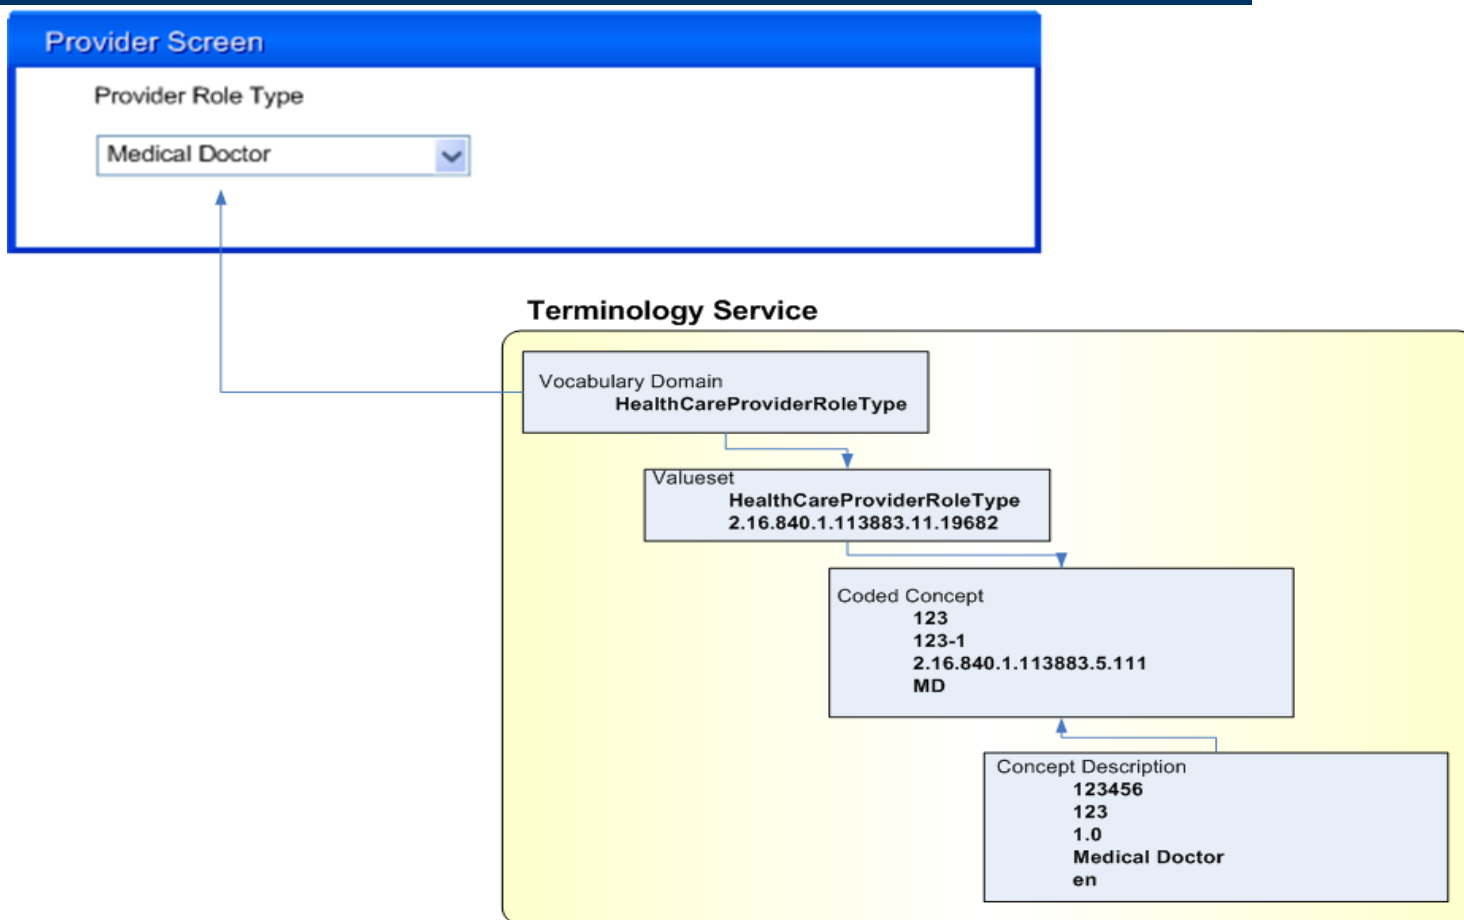 Provider Screen
Provider Role Type
Medical Doctor
Terminology Service
Vocabulary Domain
HealthCareProviderRoleType
Valueset
HealthCareProviderRoleType
2.16.840.1.113883.11.19682
Coded Concept
123
123-1
2.16.840.1.113883.5.111
MD
Concept Description
123456
123
1.0
Medical Doctor
en